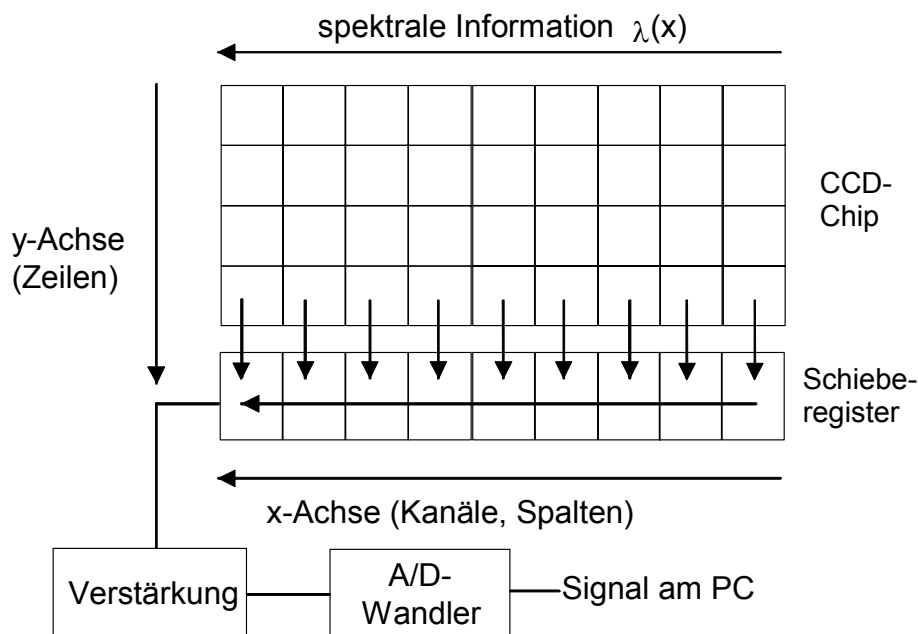 spektrale Information λ(x)
CCD-
Chip
y-Achse
(Zeilen)
Schiebe-
register
x-Achse (Kanäle, Spalten)
Verstärkung
A/D-
Wandler
Signal am PC